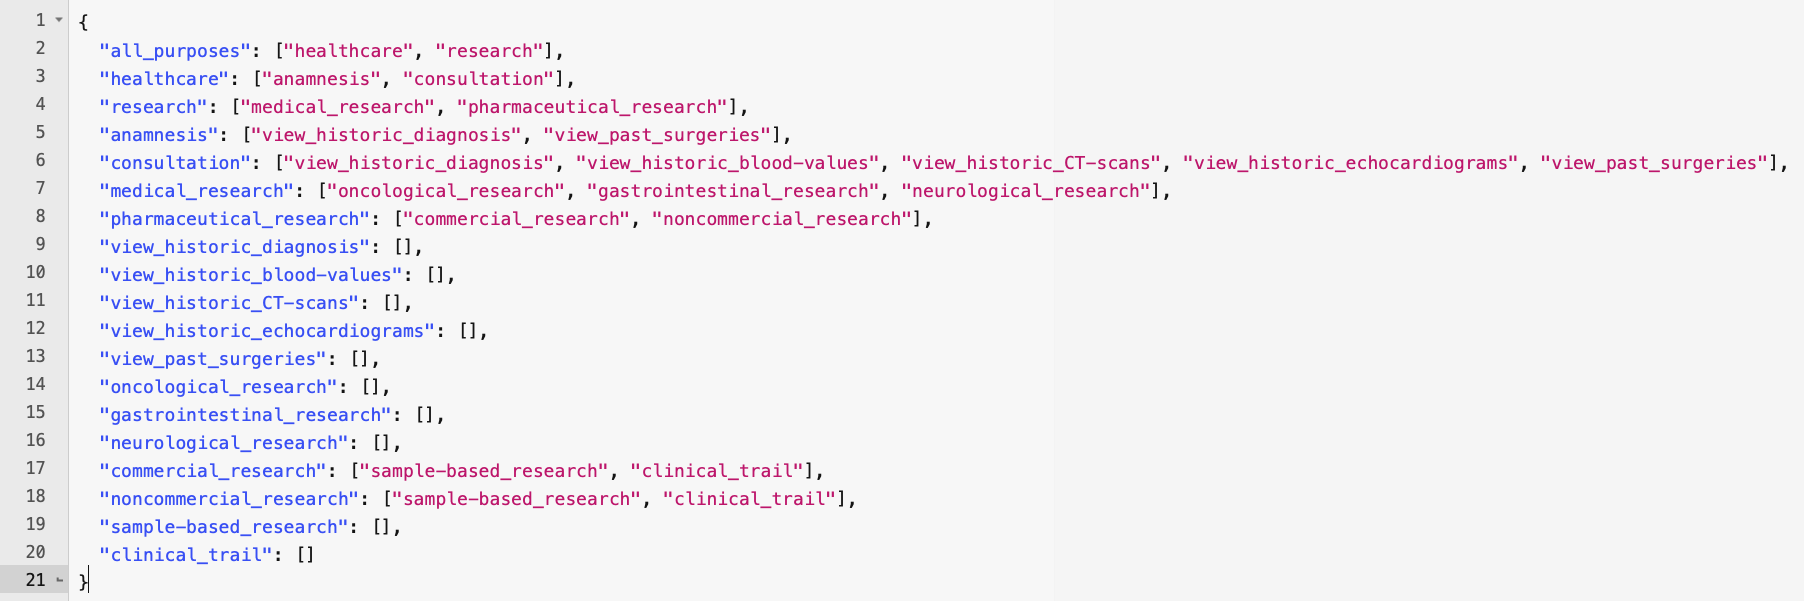 1 {
2 "all_purposes": ["healthcare", "research"],
3 "healthcare": ["anamnesis", "consultation"],
4 "research": ["medical_research", "pharmaceutical_research"],
5 "anamnesis": ["view_historic_diagnosis", "view_past_surgeries"],
6 "consultation": ["view_historic_diagnosis", "view_historic_blood-values", "view_historic_CT-scans", "view_historic_echocardiograms", "view_past_surgeries"],
7 "medical_research": ["oncological_research", "gastrointestinal_research", "neurological_research"],
8 "pharmaceutical_research": ["commercial_research", "noncommercial_research"],
9 "view_historic_diagnosis": [],
10 "view_historic_blood-values": [],
11 "view_historic_CT-scans": [],
12 "view_historic_echocardiograms": [],
13 "view_past_surgeries": [],
14 "oncological_research": [],
15 "gastrointestinal_research": [],
16 "neurological_research": [],
17 "commercial_research": ["sample-based_research", "clinical_trail"],
18 "noncommercial_research": ["sample-based_research", "clinical_trail"],
19 "sample-based_research": [],
20 "clinical_trail": []
21 }